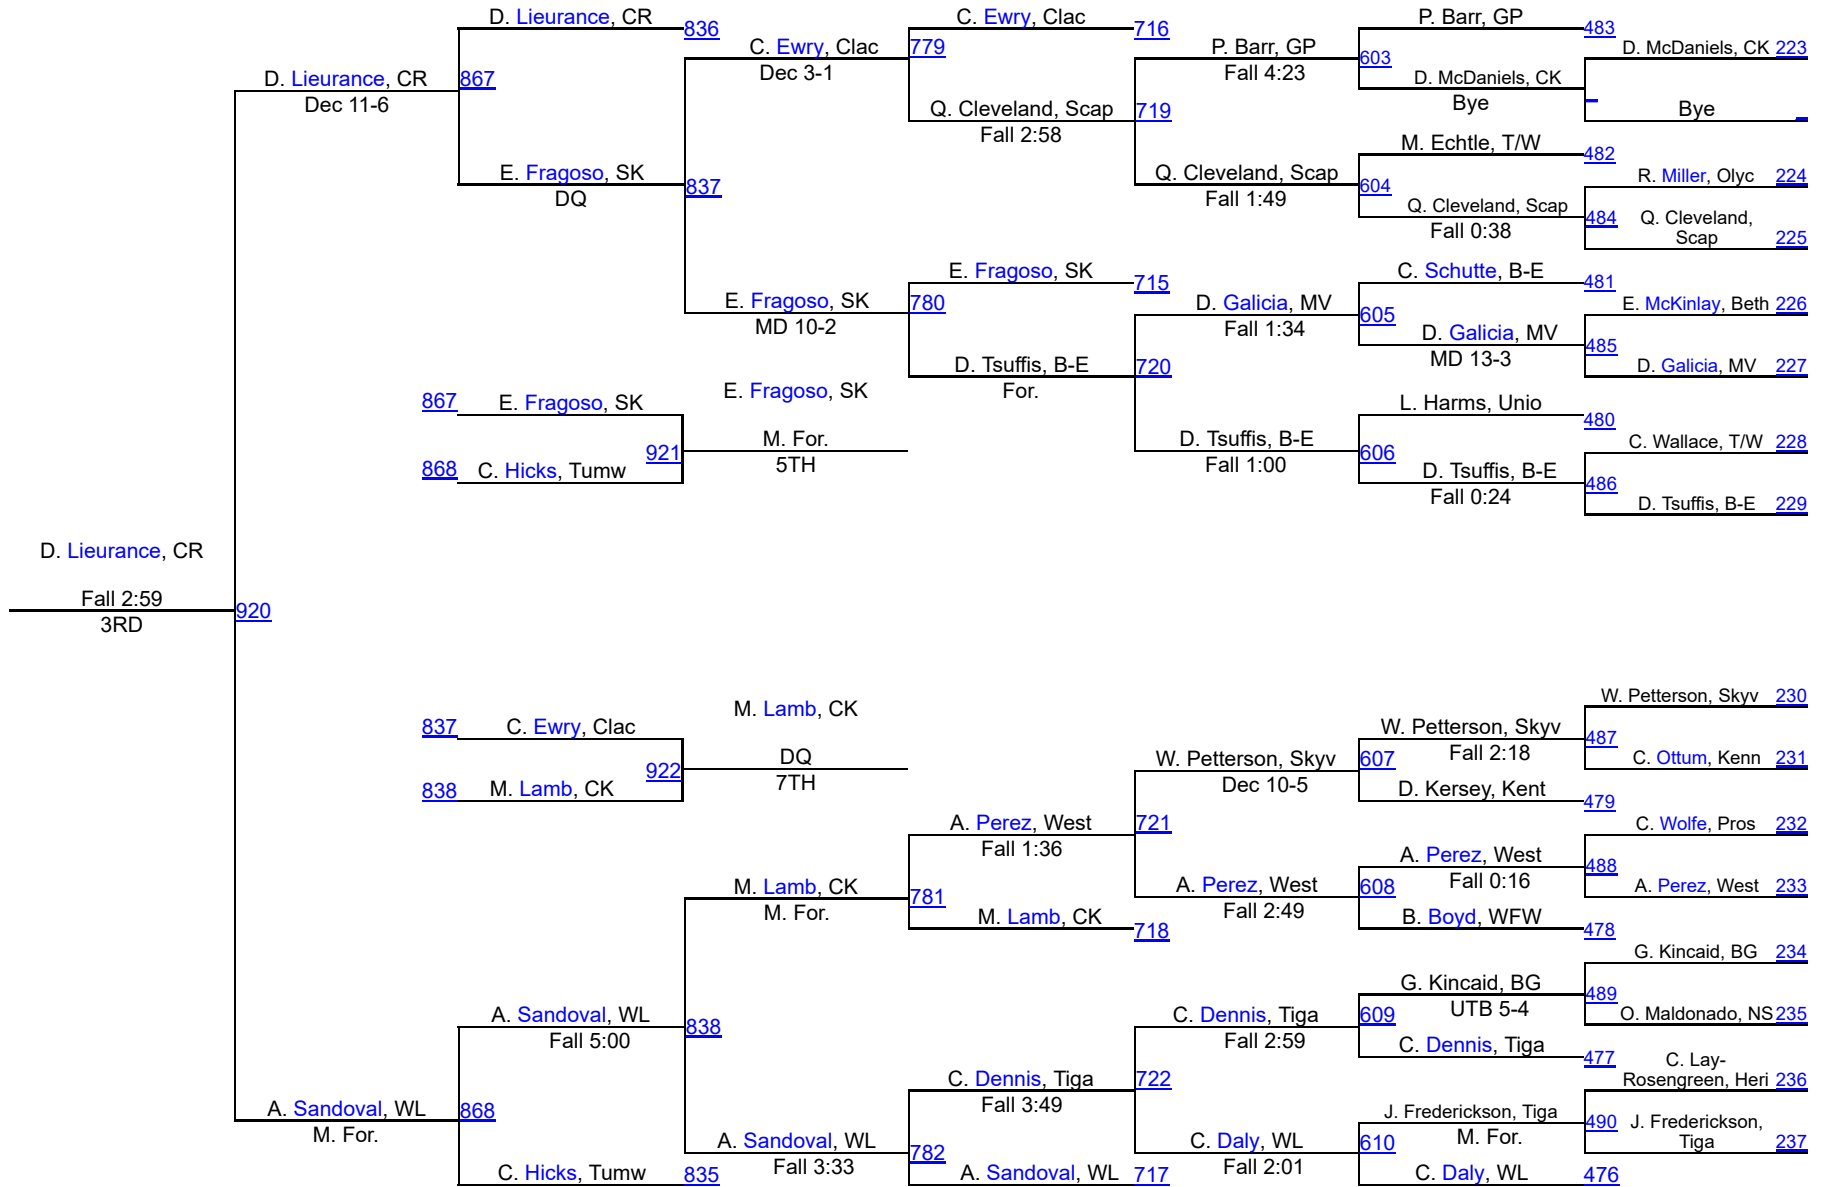 D. Lieurance, CR
836
C. Ewry, Clac
716
P. Barr, GP
483
D. Lieurance, CR
Dec 11-6
867
C. Ewry, Clac
Dec 3-1
779
P. Barr, GP
Fall 4:23
603
D. McDaniels, CK
Bye
D. McDaniels, CK 223
Bye
Q. Cleveland, Scap
Fall 2:58
719
M. Echtle, T/W
482
E. Fragoso, SK
DQ
837
Q. Cleveland, Scap
Fall 1:49
604
Q. Cleveland, Scap
Fall 0:38
484
R. Miller, Olyc 224
Q. Cleveland,
Scap 225
E. Fragoso, SK
MD 10-2
780
E. Fragoso, SK
715
D. Galicia, MV
Fall 1:34
605
C. Schutte, B-E
481
D. Galicia, MV
MD 13-3
485
E. McKinlay, Beth 226
D. Galicia, MV 227
D. Tsuffis, B-E
For.
720
L. Harms, Unio
480
D. Tsuffis, B-E
Fall 1:00
606
D. Tsuffis, B-E
Fall 0:24
486
C. Wallace, T/W 228
D. Tsuffis, B-E 229
867 E. Fragoso, SK
868 C. Hicks, Tumw
921
E. Fragoso, SK
M. For.
5TH
D. Lieurance, CR
Fall 2:59
3RD
920
837 C. Ewry, Clac
838 M. Lamb, CK
922
M. Lamb, CK
DQ
7TH
W. Petterson, Skyv 230
C. Ottum, Kenn 231
487
W. Petterson, Skyv
Fall 2:18
W. Petterson, Skyv
Dec 10-5
607
D. Kersey, Kent
479
A. Perez, West
Fall 1:36
721
C. Wolfe, Pros 232
A. Perez, West 233
488
A. Perez, West
Fall 0:16
A. Perez, West
Fall 2:49
608
B. Boyd, WFW
478
M. Lamb, CK
M. For.
781
M. Lamb, CK
718
G. Kincaid, BG 234
O. Maldonado, NS 235
489
G. Kincaid, BG
UTB 5-4
A. Sandoval, WL
Fall 5:00
838
C. Dennis, Tiga
Fall 2:59
609
C. Dennis, Tiga
477
C. Lay-
Rosengreen, Heri 236
C. Dennis, Tiga
Fall 3:49
722
J. Frederickson, Tiga
M. For.
490
J. Frederickson,
Tiga 237
A. Sandoval, WL
M. For.
868
A. Sandoval, WL
Fall 3:33
782
C. Daly, WL
Fall 2:01
610
C. Hicks, Tumw
835
A. Sandoval, WL
717
C. Daly, WL
476